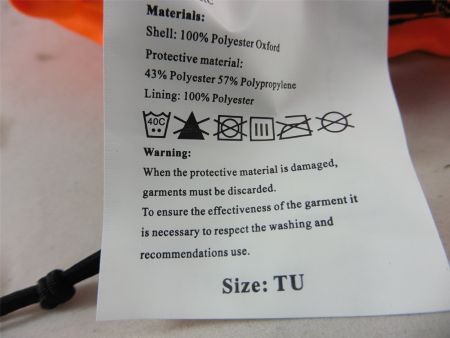 Materials:
Shell: 100% Polyester Oxford
Protective material:
43% Polyester 57% Polypropylene
Lining: 100% Polyester
40C
Warning:
When the protective material is damaged,
garments must be discarded.
To ensure the effectiveness of the garment it
is necessary to respect the washing and
recommendations use.
Size: TU